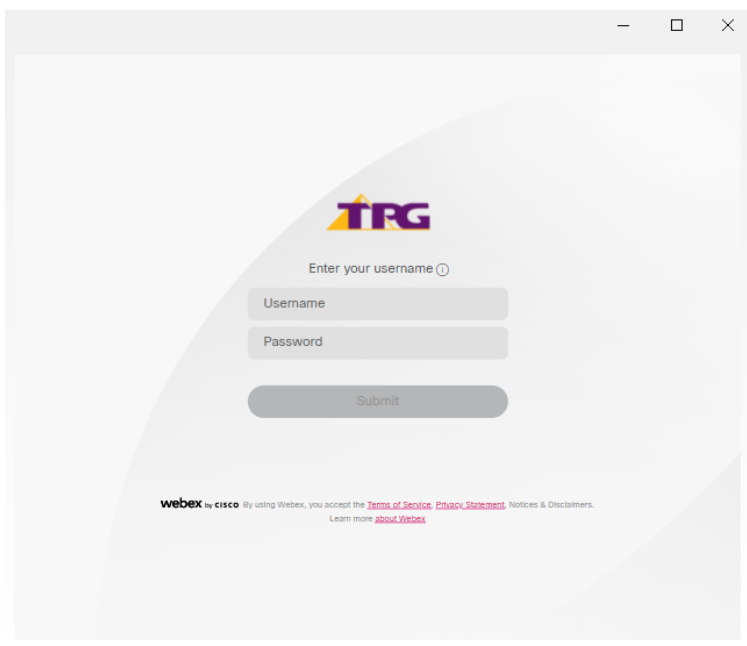 TPG
Enter your username
Username
Password
Submit
webex by CISCO By using Webex, you accept the Terms of Service, Privacy Statement, Notices & Disclaimers.
Learn more about Webex